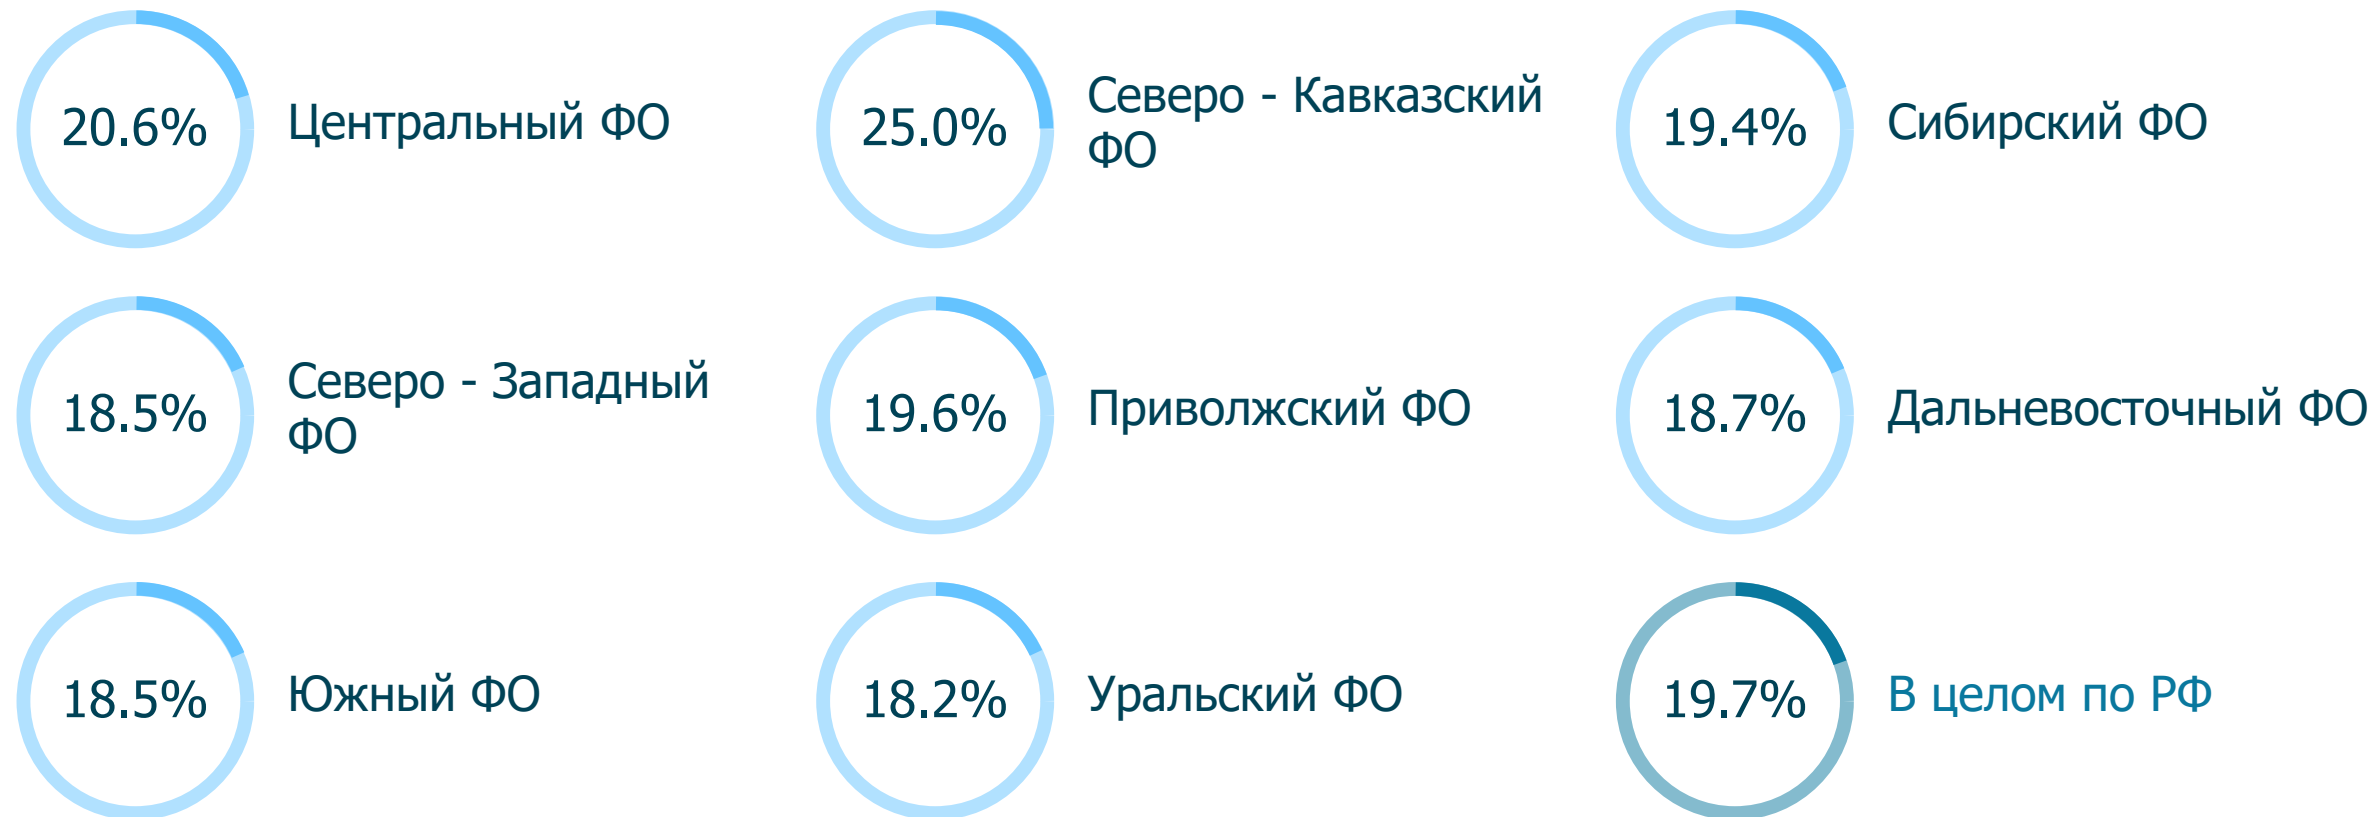 20.6%
Центральный ФО
25.0%
Северо - Кавказский
ФО
19.4%
Сибирский ФО
18.5%
Северо - Западный
ФО
19.6%
Приволжский ФО
18.7%
Дальневосточный ФО
18.5%
Южный ФО
18.2%
Уральский ФО
19.7%
В целом по РФ